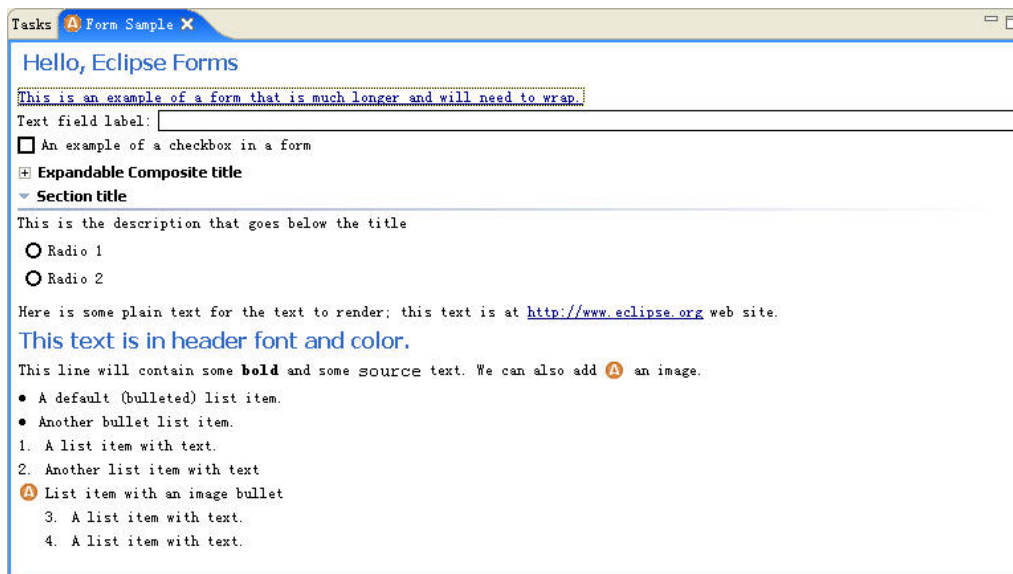 Tasks Form Sample
Hello, Eclipse Forms
This is an example of a form that is much longer and will need to wrap.
Text field label:
An example of a checkbox in a form
Expandable Composite title
Section title
This is the description that goes below the title
Radio 1
Radio 2
Here is some plain text for the text to render; this text is at http://www.eclipse.org web site.
This text is in header font and color.
This line will contain some bold and some source text. We can also add A an image.
• A default (bulleted) list item.
• Another bullet list item.
1. A list item with text.
2. Another list item with text
A List item with an image bullet
3. A list item with text.
4. A list item with text.